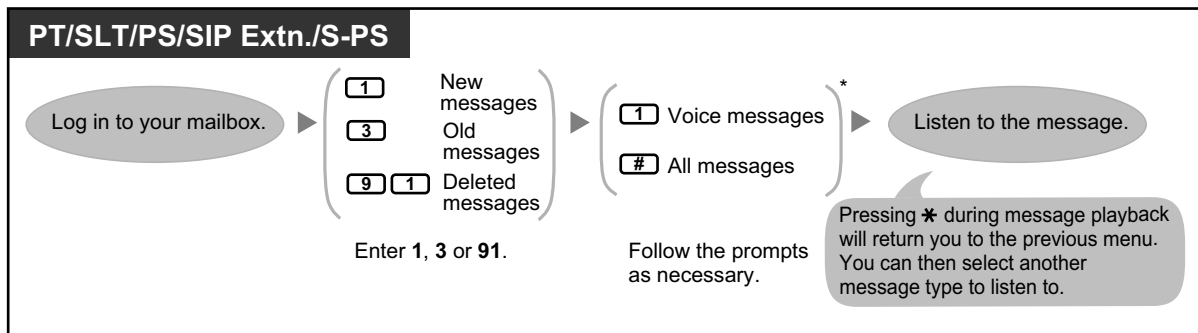 PT/SLT/PS/SIP Extn./S-PS
Log in to your mailbox.
1 New
messages
3 Old
messages
9 1 Deleted
messages
Enter 1, 3 or 91.
*
1 Voice messages
# All messages
Follow the prompts
as necessary.
Listen to the message.
Pressing * during message playback
will return you to the previous menu.
You can then select another
message type to listen to.